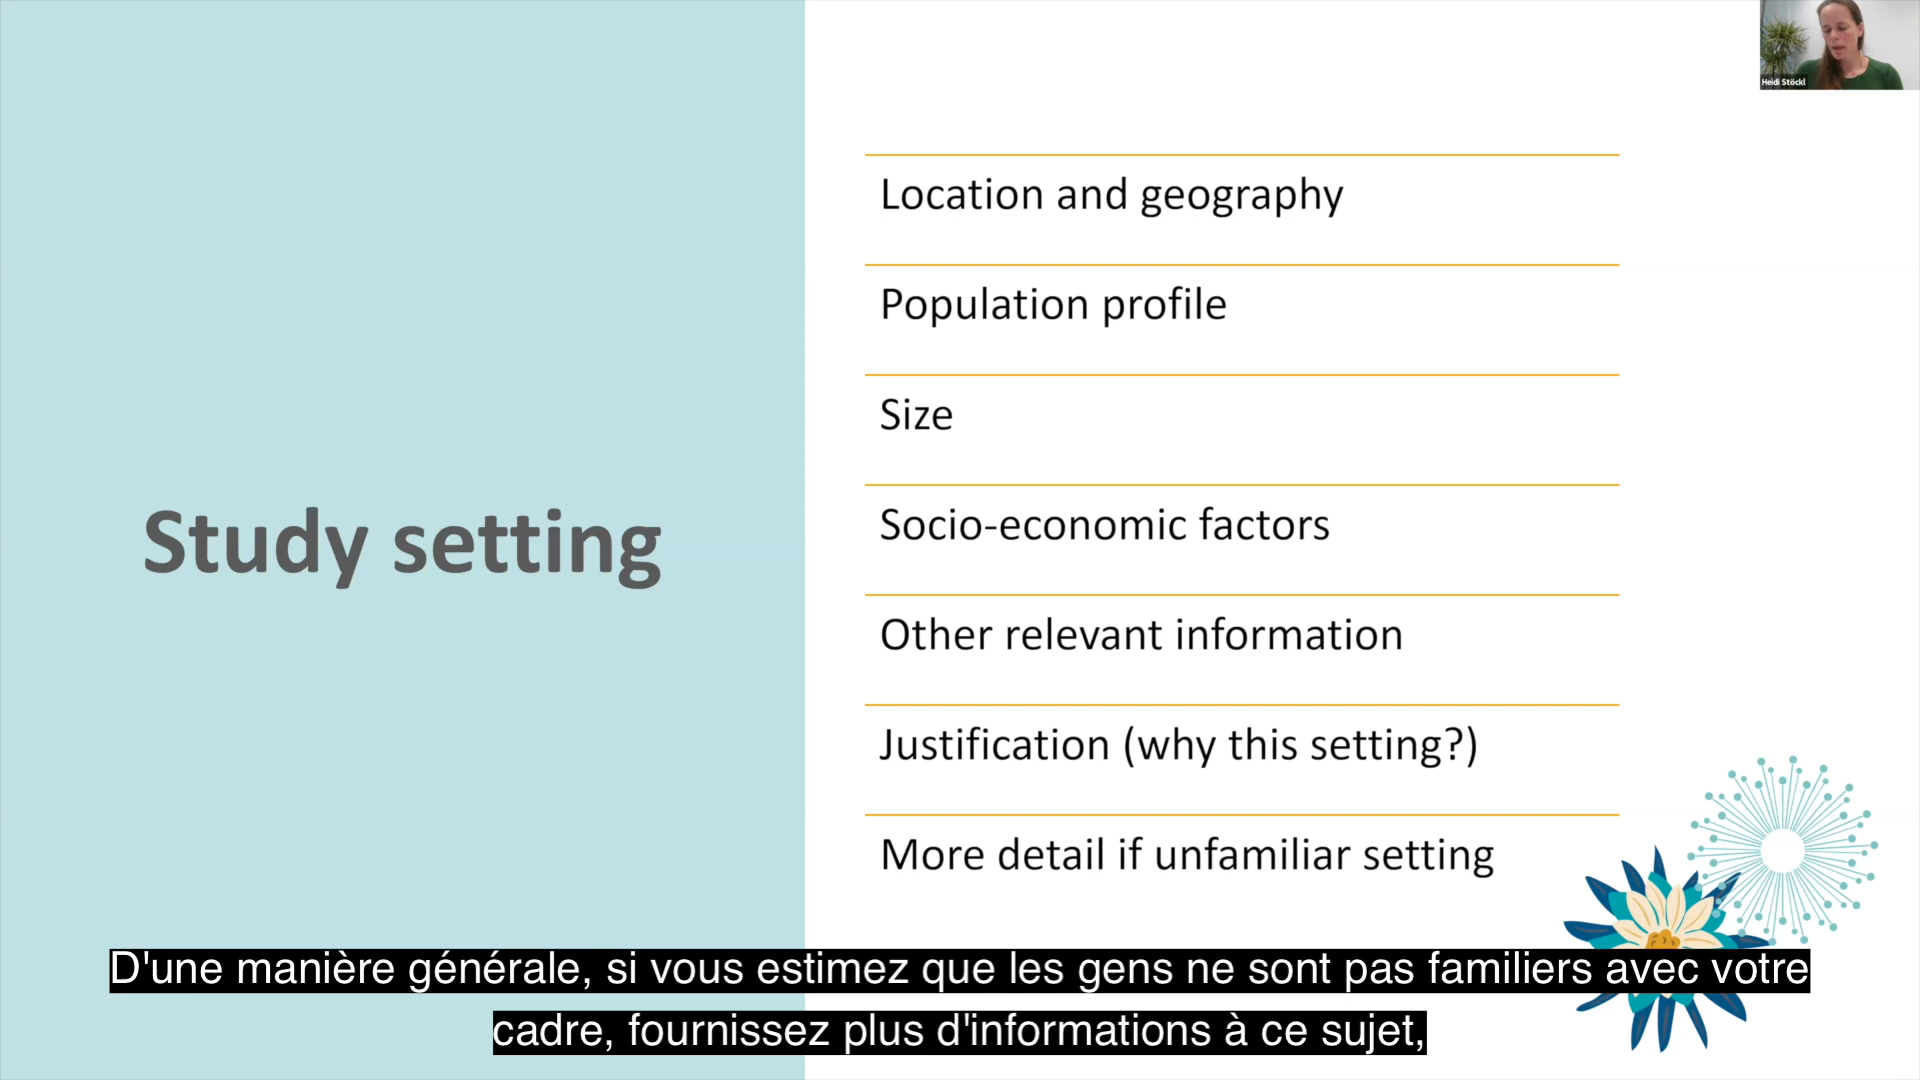 Heidi Stöckl
Location and geography
Population profile
Size
Socio-economic factors
Study setting
Other relevant information
Justification (why this setting?)
More detail if unfamiliar setting
D'une manière générale, si vous estimez que les gens ne sont pas familiers avec votre
cadre, fournissez plus d'informations à ce sujet,